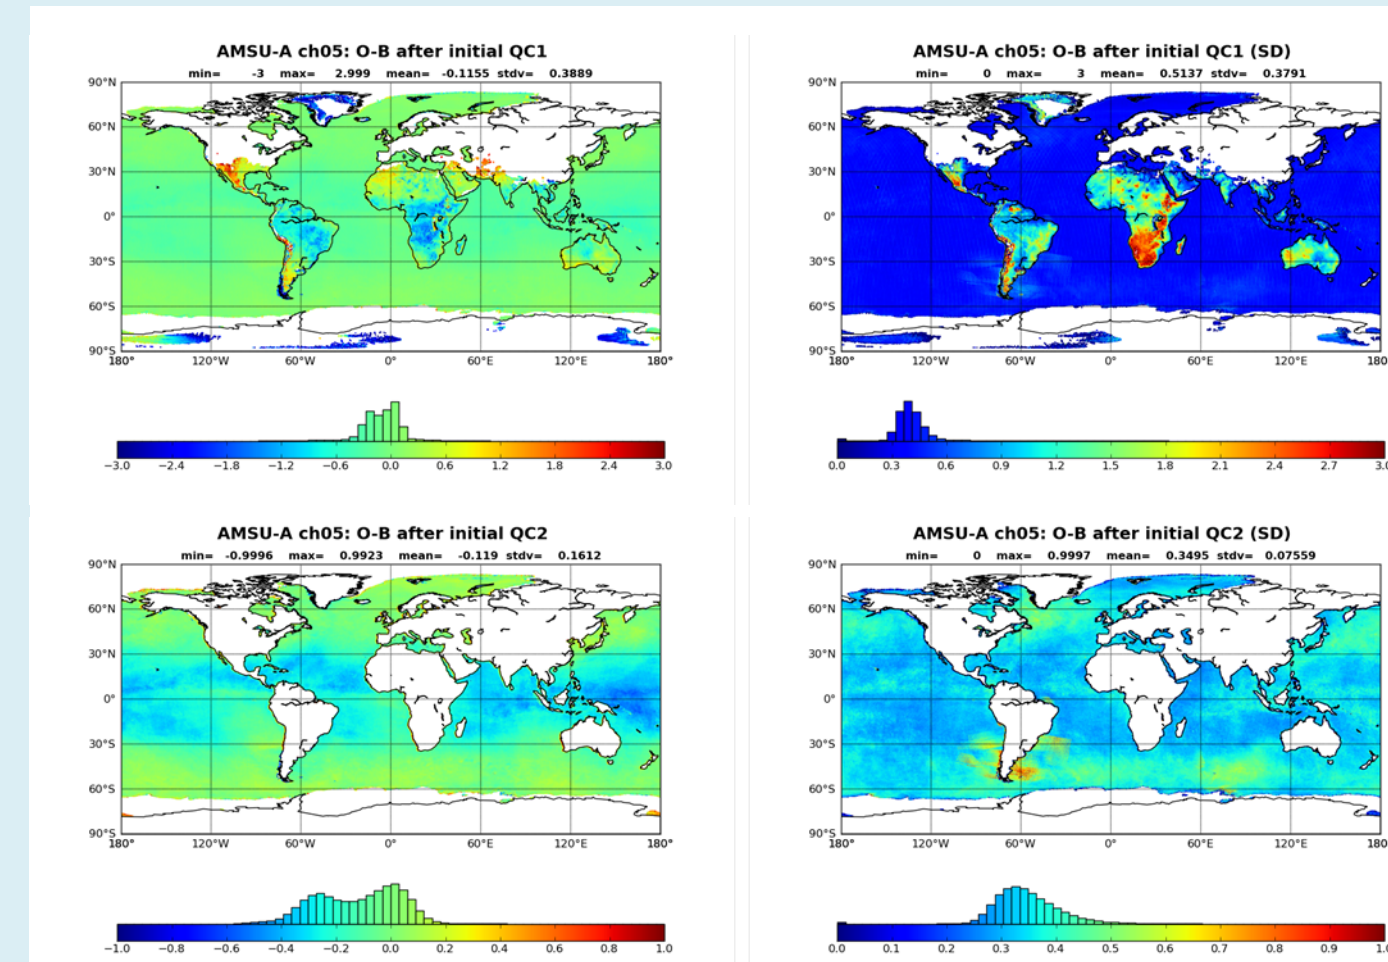 AMSU-A ch05: O-B after initial QC1
min= -3 max= 2.999 mean= -0.1155 stdv= 0.3889
90°N
60°N
30°N
0°
30°S
60°S
90°S
180° 120°W 60°W 0° 60°E 120°E 180°
−3.0 −2.4 −1.8 −1.2 −0.6 0.0 0.6 1.2 1.8 2.4 3.0
AMSU-A ch05: O-B after initial QC1 (SD)
min= 0 max= 3 mean= 0.5137 stdv= 0.3791
90°N
60°N
30°N
0°
30°S
60°S
90°S
180° 120°W 60°W 0° 60°E 120°E 180
0.0 0.3 0.6 0.9 1.2 1.5 1.8 2.1 2.4 2.7 3.0
AMSU-A ch05: O-B after initial QC2
min= -0.9996 max= 0.9923 mean= -0.119 stdv= 0.1612
90°N
60°N
30°N
0°
30°S
60°S
90°S
180° 120°W 60°W 0° 60°E 120°E 180°
−1.0 −0.8 −0.6 −0.4 −0.2 0.0 0.2 0.4 0.6 0.8 1.0
AMSU-A ch05: O-B after initial QC2 (SD)
min= 0 max= 0.9997 mean= 0.3495 stdv= 0.07559
90°N
60°N
30°N
0°
30°S
60°S
90°S
180° 120°W 60°W 0° 60°E 120°E 180
0.0 0.1 0.2 0.3 0.4 0.5 0.6 0.7 0.8 0.9 1.0